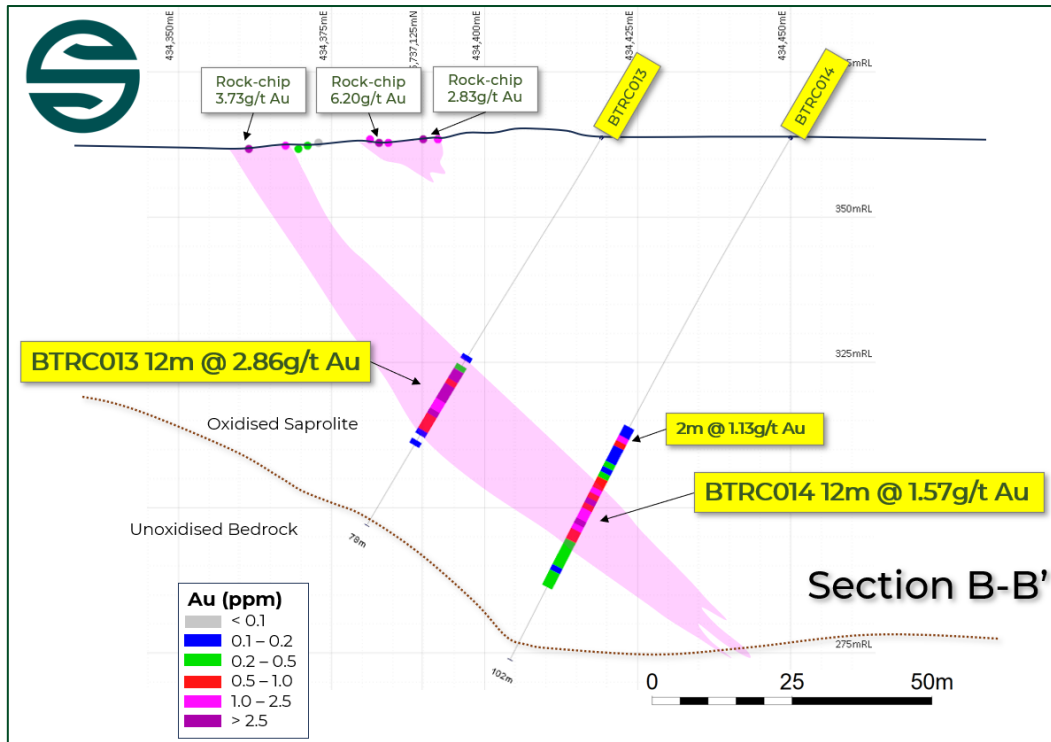 434,350mE
434,375mE
5,737,125mN
434,400mE
434,425mE
434,450mE
5mRL
Rock-chip
3.73g/t Au
Rock-chip
6.20g/t Au
Rock-chip
2.83g/t Au
BTRC013
BTRC014
350mRL
325mRL
BTRC013 12m @ 2.86g/t Au
Oxidised Saprolite
2m @ 1.13g/t Au
BTRC014 12m @ 1.57g/t Au
Unoxidised Bedrock
78m
Section B-B’
Au (ppm)
< 0.1
0.1 – 0.2
0.2 – 0.5
0.5 – 1.0
1.0 – 2.5
> 2.5
275mRL
102m
0 25 50m